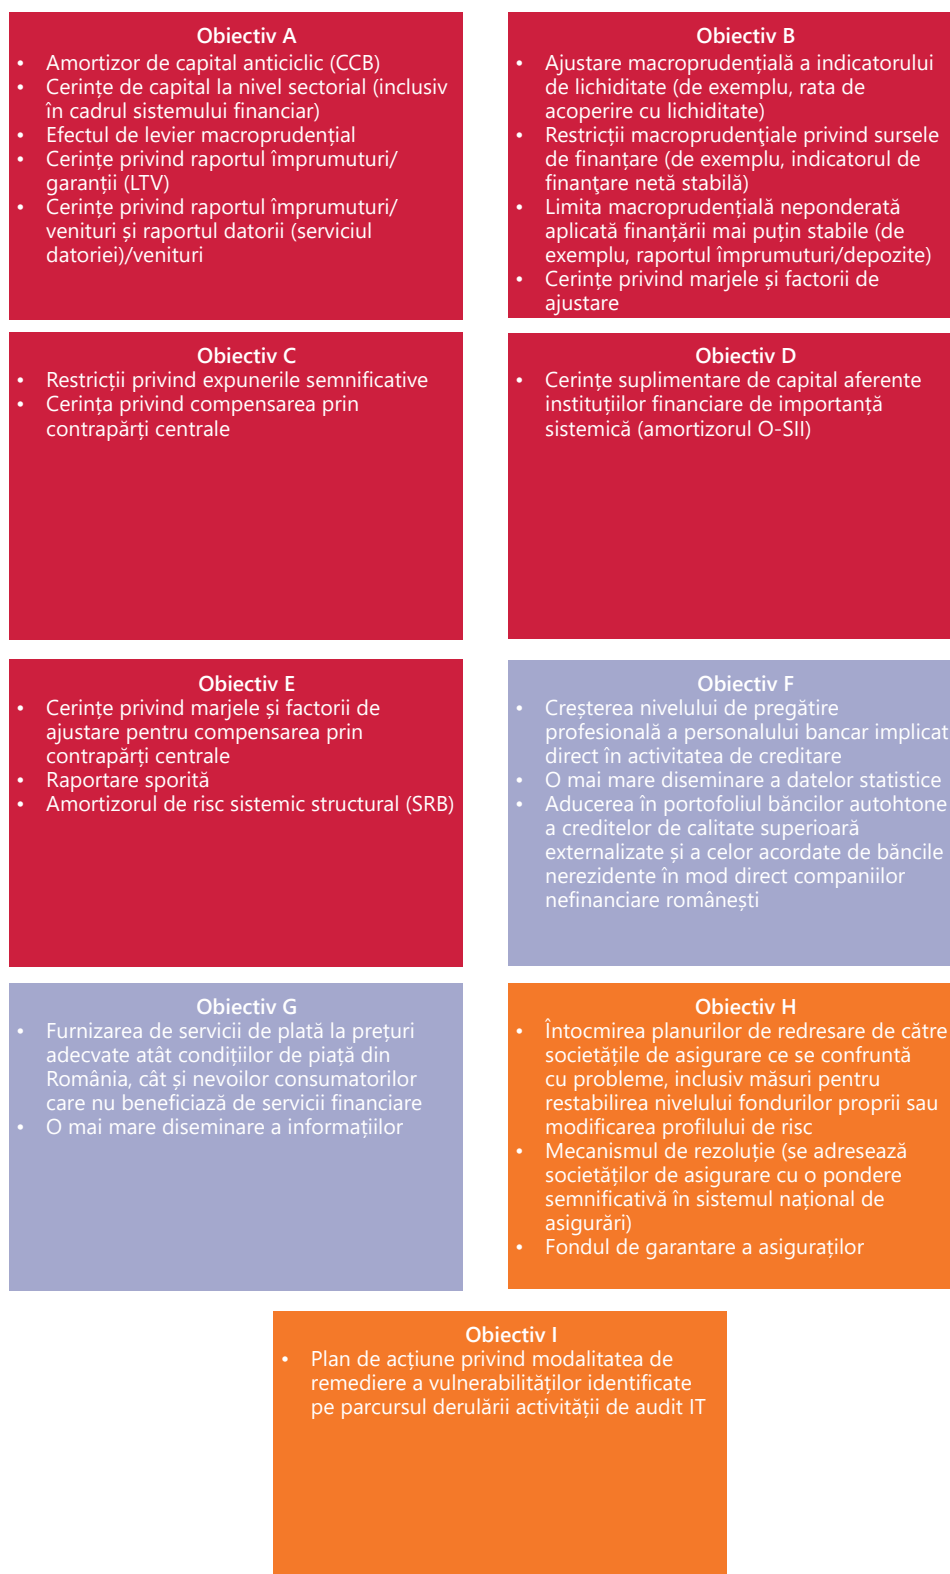 Obiectiv A
• Amortizor de capital anticiclic (CCB)
• Cerințe de capital la nivel sectorial (inclusiv
în cadrul sistemului financiar)
• Efectul de levier macroprudențial
• Cerințe privind raportul împrumuturi/
garanții (LTV)
• Cerințe privind raportul împrumuturi/
venituri și raportul datorii (serviciul
datoriei)/venituri
Obiectiv B
• Ajustare macroprudențială a indicatorului
de lichiditate (de exemplu, rata de
acoperire cu lichiditate)
• Restricții macroprudenţiale privind sursele
de finanțare (de exemplu, indicatorul de
finanţare netă stabilă)
• Limita macroprudențială neponderată
aplicată finanțării mai puțin stabile (de
exemplu, raportul împrumuturi/depozite)
• Cerințe privind marjele și factorii de
ajustare
Obiectiv C
• Restricții privind expunerile semnificative
• Cerința privind compensarea prin
contrapărți centrale
Obiectiv D
• Cerințe suplimentare de capital aferente
instituțiilor financiare de importanță
sistemică (amortizorul O-SII)
Obiectiv E
• Cerințe privind marjele și factorii de
ajustare pentru compensarea prin
contrapărți centrale
• Raportare sporită
• Amortizorul de risc sistemic structural (SRB)
Obiectiv F
• Creșterea nivelului de pregătire
profesională a personalului bancar implicat
direct în activitatea de creditare
• O mai mare diseminare a datelor statistice
• Aducerea în portofoliul băncilor autohtone
a creditelor de calitate superioară
externalizate și a celor acordate de băncile
nerezidente în mod direct companiilor
nefinanciare românești
Obiectiv G
• Furnizarea de servicii de plată la prețuri
adecvate atât condițiilor de piață din
România, cât și nevoilor consumatorilor
care nu beneficiază de servicii financiare
• O mai mare diseminare a informațiilor
Obiectiv H
• Întocmirea planurilor de redresare de către
societățile de asigurare ce se confruntă
cu probleme, inclusiv măsuri pentru
restabilirea nivelului fondurilor proprii sau
modificarea profilului de risc
• Mecanismul de rezoluție (se adresează
societăților de asigurare cu o pondere
semnificativă în sistemul național de
asigurări)
• Fondul de garantare a asiguraților
Obiectiv I
• Plan de acțiune privind modalitatea de
remediere a vulnerabilităților identificate
pe parcursul derulării activității de audit IT